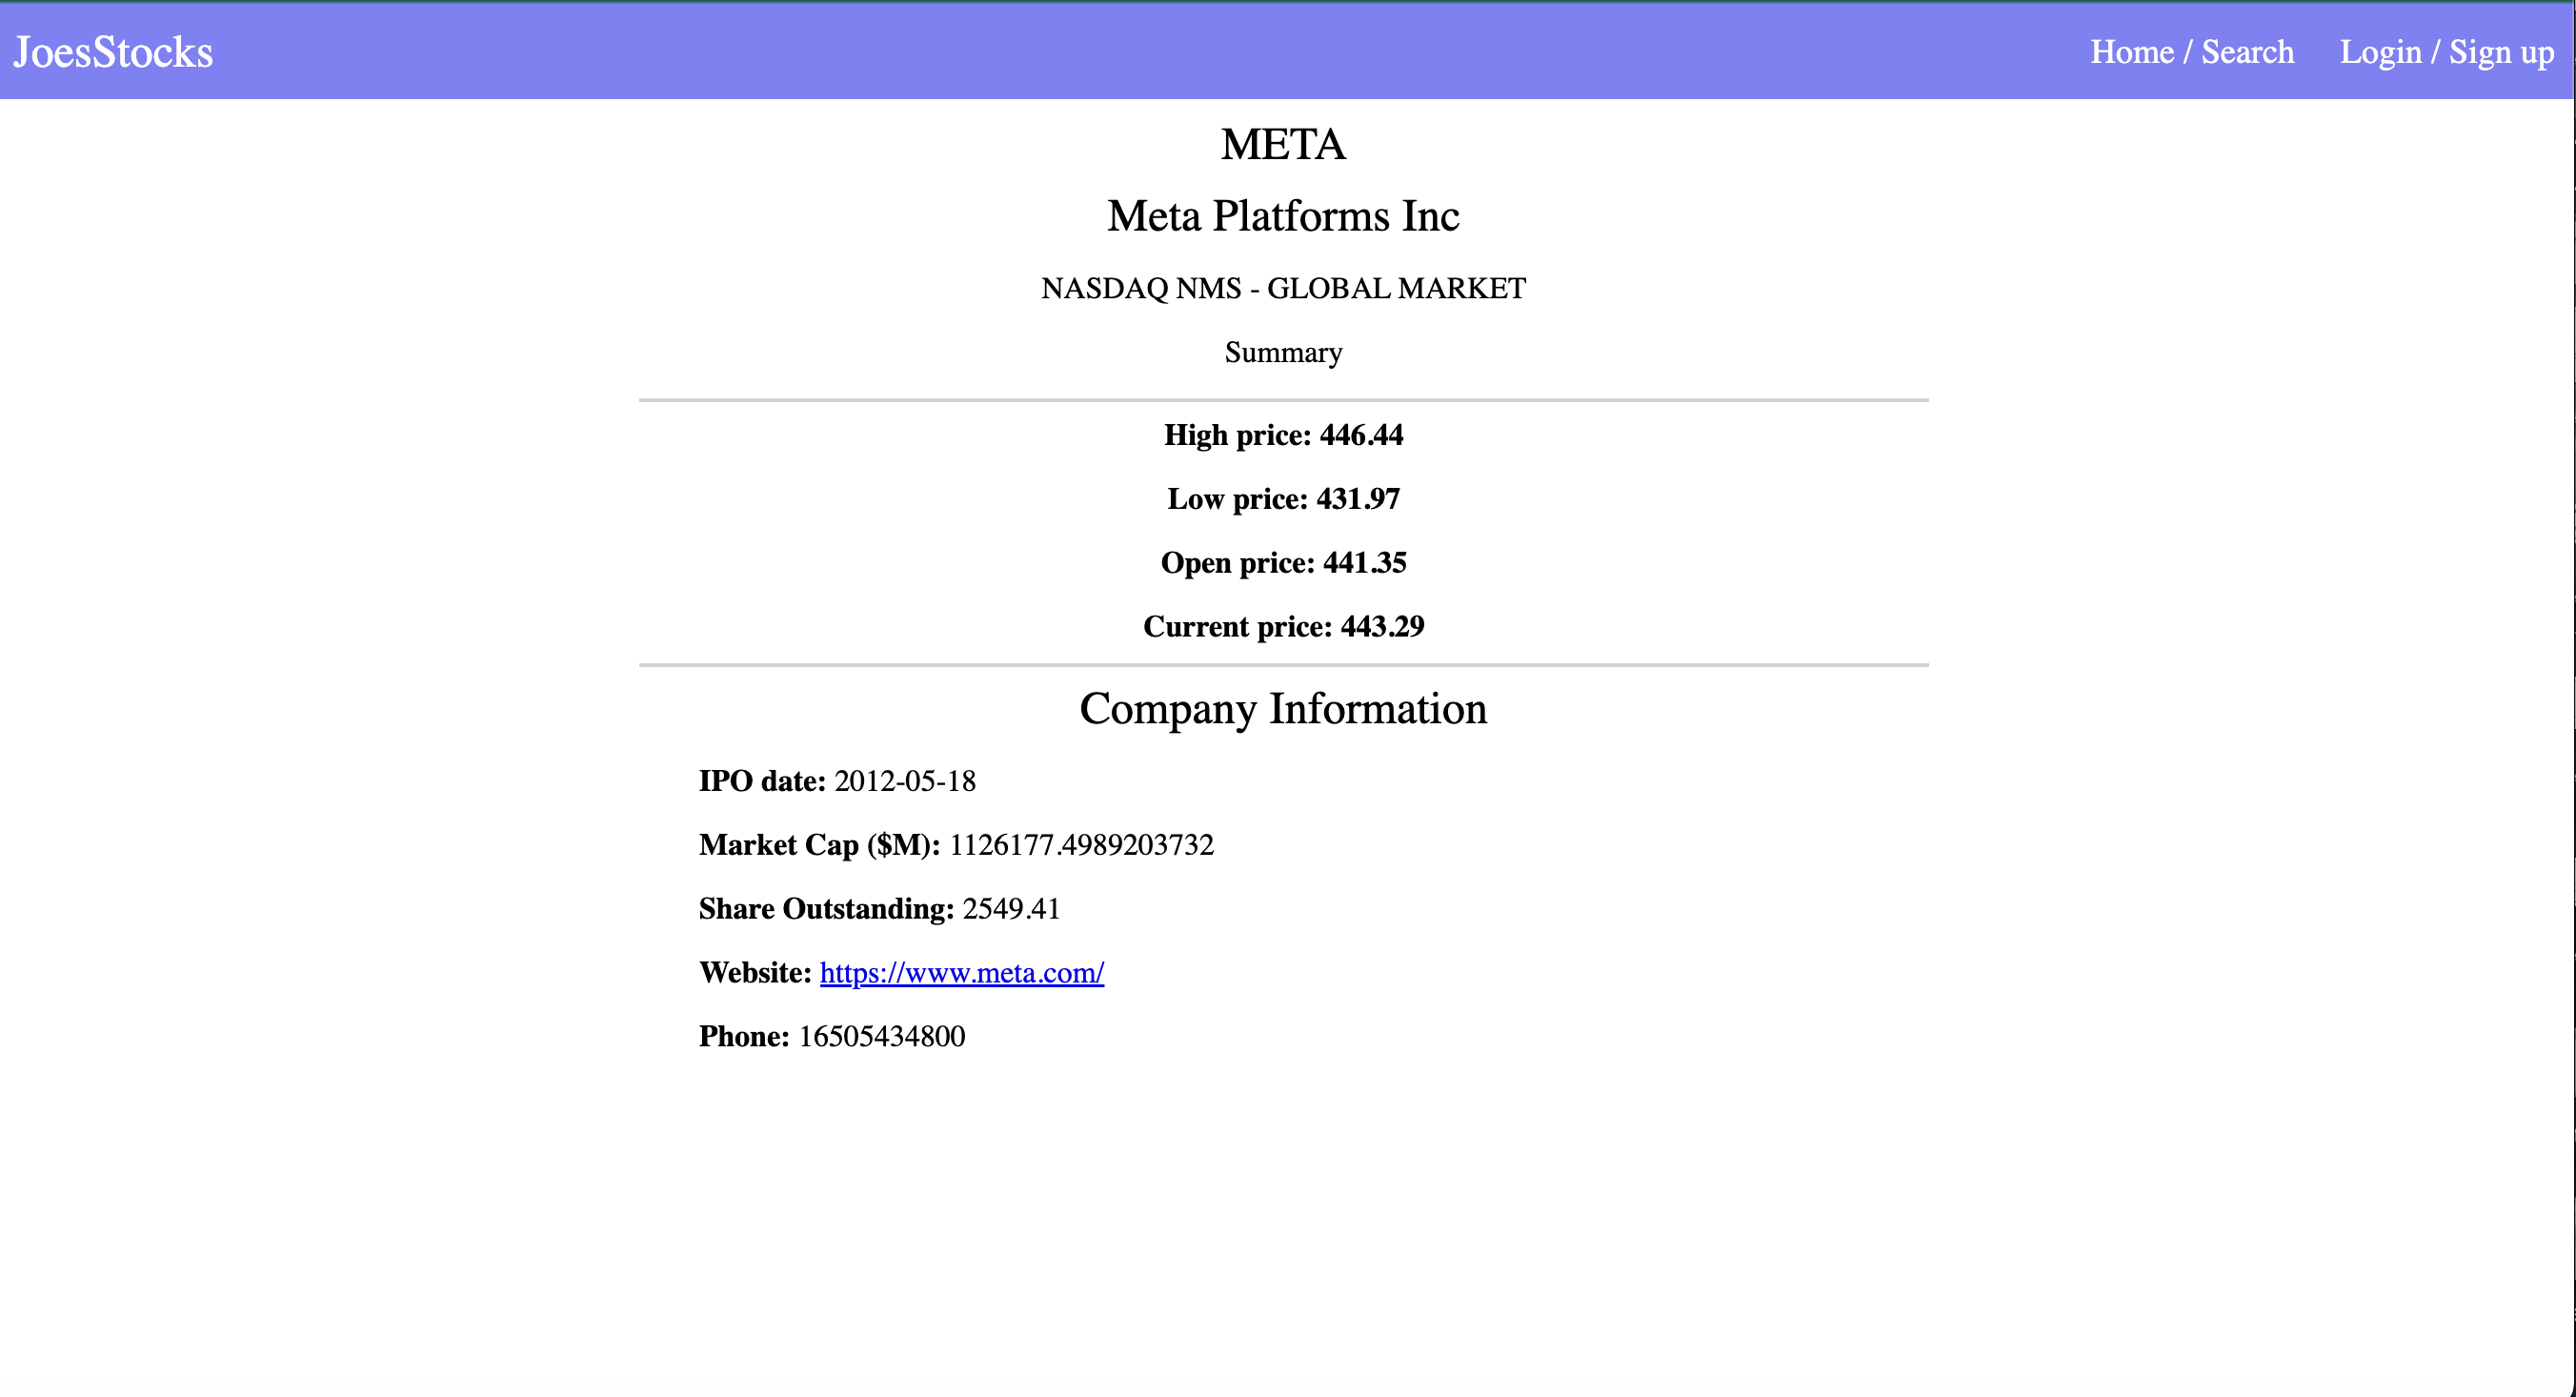 JoesStocks
Home / Search
Login / Sign up
META
Meta Platforms Inc
NASDAQ NMS - GLOBAL MARKET
Summary
High price: 446.44
Low price: 431.97
Open price: 441.35
Current price: 443.29
Company Information
IPO date: 2012-05-18
Market Cap ($M): 1126177.4989203732
Share Outstanding: 2549.41
Website: https://www.meta.com/
Phone: 16505434800